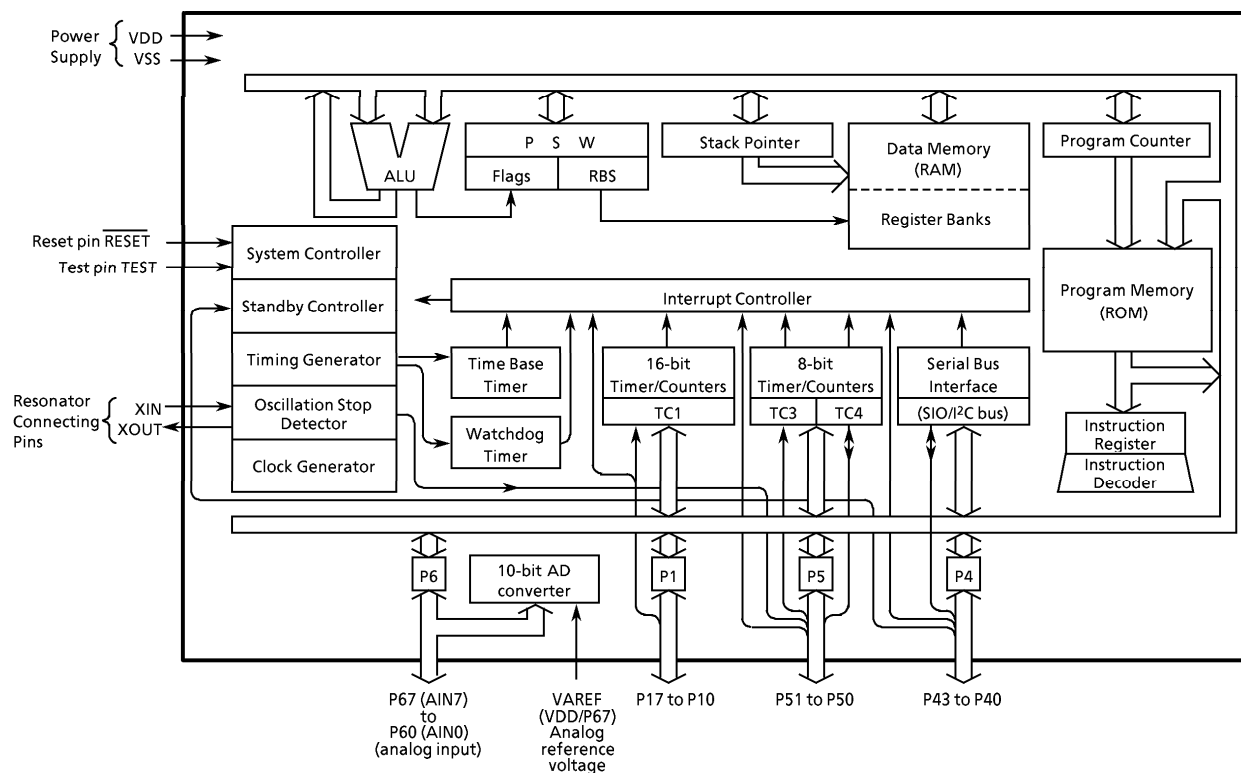 Power
Supply
VDD
VSS
P S W
Flags
RBS
ALU
Stack Pointer
Data Memory
(RAM)
Register Banks
Program Counter
Reset pin RESET
Test pin TEST
System Controller
Standby Controller
Timing Generator
Oscillation Stop
Detector
Clock Generator
Interrupt Controller
Program Memory
(ROM)
Time Base
Timer
Watchdog
Timer
16-bit
Timer/Counters
TC1
8-bit
Timer/Counters
TC3
TC4
Serial Bus
Interface
(SIO/I²C bus)
Resonator
Connecting
Pins
XIN
XOUT
Instruction
Register
Instruction
Decoder
P6
10-bit AD
converter
P1
P5
P4
P67 (AIN7)
to
P60 (AIN0)
(analog input)
VAREF
(VDD/P67)
Analog
reference
voltage
P17 to P10
P51 to P50
P43 to P40